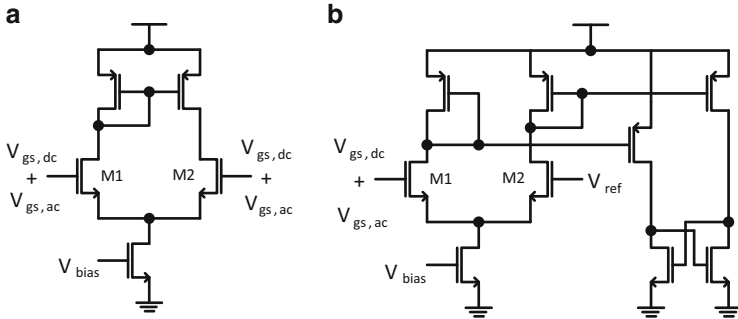 a
b
V gs,dc
+
V gs,ac
M1
M2
V gs,dc
+
V gs,ac
V bias
V gs,dc
+
V gs,ac
M1
M2
V ref
V bias